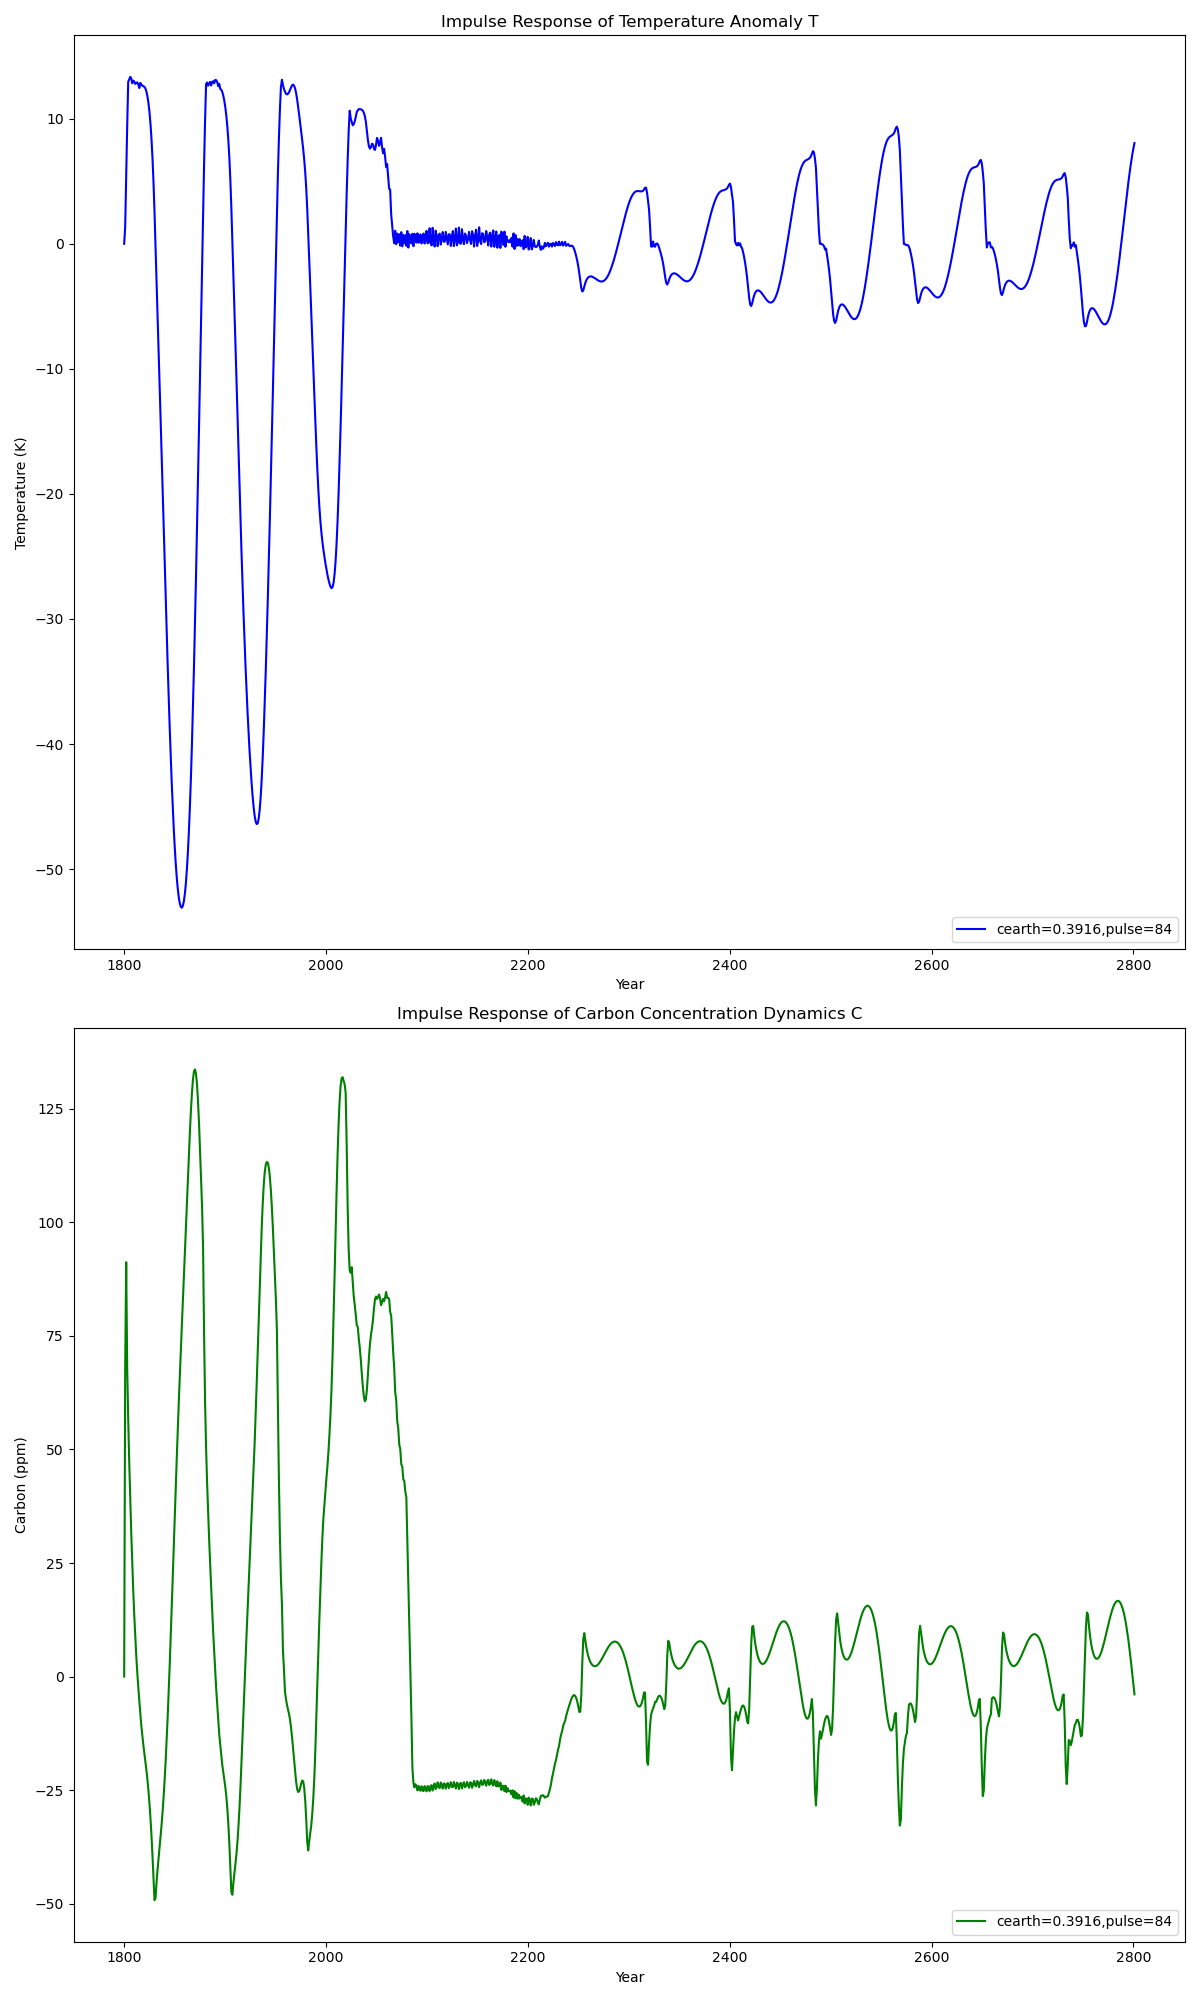 Impulse Response of Temperature Anomaly T
10
0
−10
−20
−30
−40
−50
Temperature (K)
cearth=0.3916,pulse=84
1800 2000 2200 2400 2600 2800
Year
Impulse Response of Carbon Concentration Dynamics C
125
100
75
50
25
0
−25
−50
Carbon (ppm)
cearth=0.3916,pulse=84
1800 2000 2200 2400 2600 2800
Year